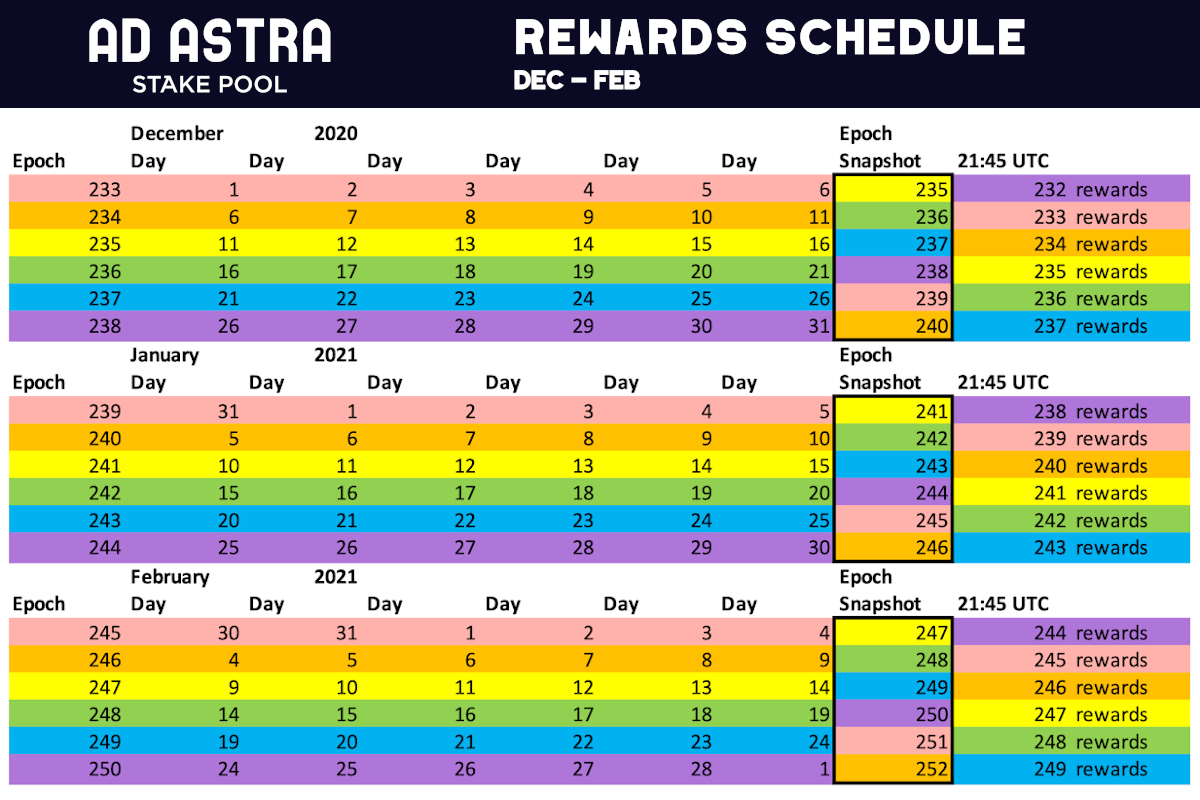 AD ASTRA
STAKE POOL
REWARDS SCHEDULE
DEC – FEB
December 2020 Epoch
Epoch Day Day Day Day Day Day Snapshot 21:45 UTC
233 1 2 3 4 5 6 235 232 rewards
234 6 7 8 9 10 11 236 233 rewards
235 11 12 13 14 15 16 237 234 rewards
236 16 17 18 19 20 21 238 235 rewards
237 21 22 23 24 25 26 239 236 rewards
238 26 27 28 29 30 31 240 237 rewards
January 2021 Epoch
Epoch Day Day Day Day Day Day Snapshot 21:45 UTC
239 31 1 2 3 4 5 241 238 rewards
240 5 6 7 8 9 10 242 239 rewards
241 10 11 12 13 14 15 243 240 rewards
242 15 16 17 18 19 20 244 241 rewards
243 20 21 22 23 24 25 245 242 rewards
244 25 26 27 28 29 30 246 243 rewards
February 2021 Epoch
Epoch Day Day Day Day Day Day Snapshot 21:45 UTC
245 30 31 1 2 3 4 247 244 rewards
246 4 5 6 7 8 9 248 245 rewards
247 9 10 11 12 13 14 249 246 rewards
248 14 15 16 17 18 19 250 247 rewards
249 19 20 21 22 23 24 251 248 rewards
250 24 25 26 27 28 1 252 249 rewards